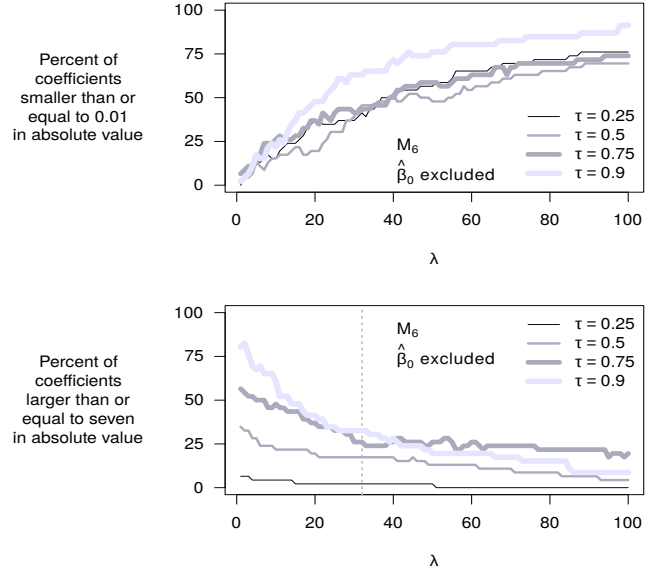 100
75
50
25
0
Percent of
coefficients
smaller than or
equal to 0.01
in absolute value
M6
β̂0 excluded
τ = 0.25
τ = 0.5
τ = 0.75
τ = 0.9
0 20 40 60 80 100
λ
100
75
50
25
0
Percent of
coefficients
larger than or
equal to seven
in absolute value
M6
β̂0 excluded
τ = 0.25
τ = 0.5
τ = 0.75
τ = 0.9
0 20 40 60 80 100
λ